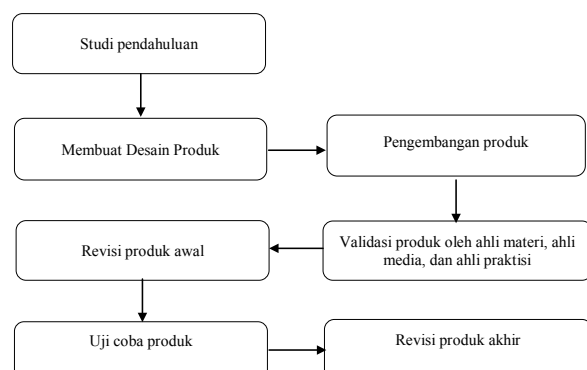 Studi pendahuluan
Membuat Desain Produk
Pengembangan produk
Validasi produk oleh ahli materi, ahli
media, dan ahli praktisi
Revisi produk awal
Uji coba produk
Revisi produk akhir